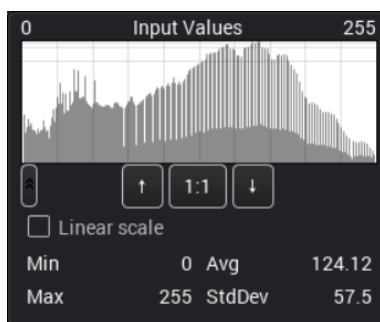 0 Input Values 255
↑ 1:1 ↓
Linear scale
Min 0 Avg 124.12
Max 255 StdDev 57.5